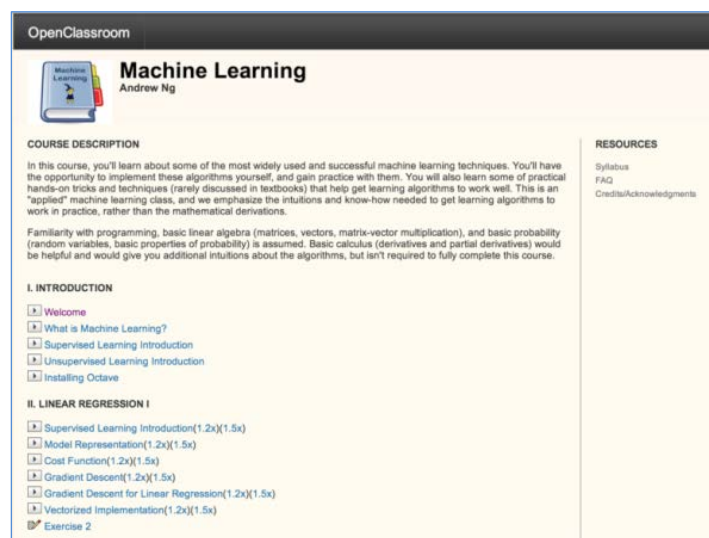 OpenClassroom
Machine Learning
Machine Learning
Andrew Ng
COURSE DESCRIPTION
In this course, you'll learn about some of the most widely used and successful machine learning techniques. You'll have
the opportunity to implement these algorithms yourself, and gain practice with them. You will also learn some of practical
hands-on tricks and techniques (rarely discussed in textbooks) that help get learning algorithms to work well. This is an
"applied" machine learning class, and we emphasize the intuitions and know-how needed to get learning algorithms to
work in practice, rather than the mathematical derivations.
Familiarity with programming, basic linear algebra (matrices, vectors, matrix-vector multiplication), and basic probability
(random variables, basic properties of probability) is assumed. Basic calculus (derivatives and partial derivatives) would
be helpful and would give you additional intuitions about the algorithms, but isn't required to fully complete this course.
I. INTRODUCTION
Welcome
What is Machine Learning?
Supervised Learning Introduction
Unsupervised Learning Introduction
Installing Octave
II. LINEAR REGRESSION I
Supervised Learning Introduction(1.2x)(1.5x)
Model Representation(1.2x)(1.5x)
Cost Function(1.2x)(1.5x)
Gradient Descent(1.2x)(1.5x)
Gradient Descent for Linear Regression(1.2x)(1.5x)
Vectorized Implementation(1.2x)(1.5x)
Exercise 2
RESOURCES
Syllabus
FAQ
Credits/Acknowledgments